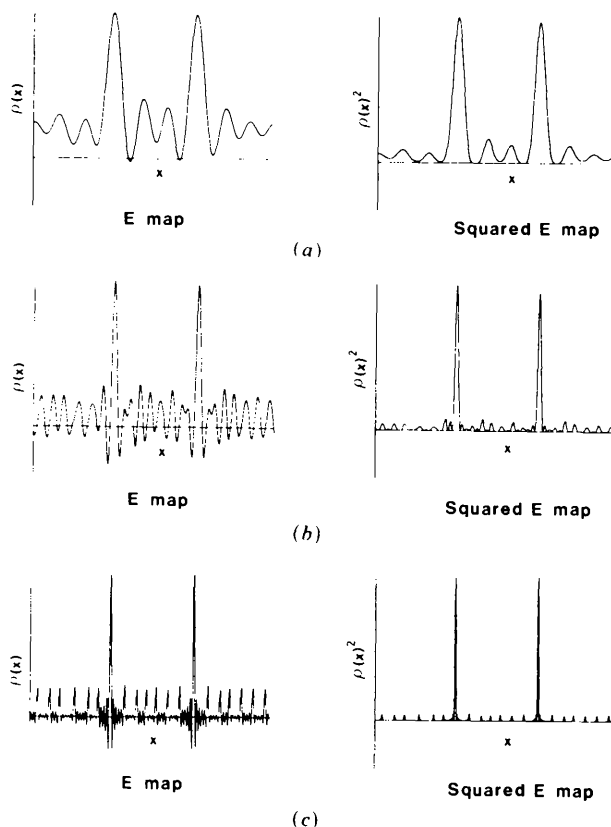 ρ(x)
x
E map
ρ(x)²
x
Squared E map
(a)
ρ(x)
x
E map
ρ(x)²
x
Squared E map
(b)
ρ(x)
x
E map
ρ(x)²
x
Squared E map
(c)